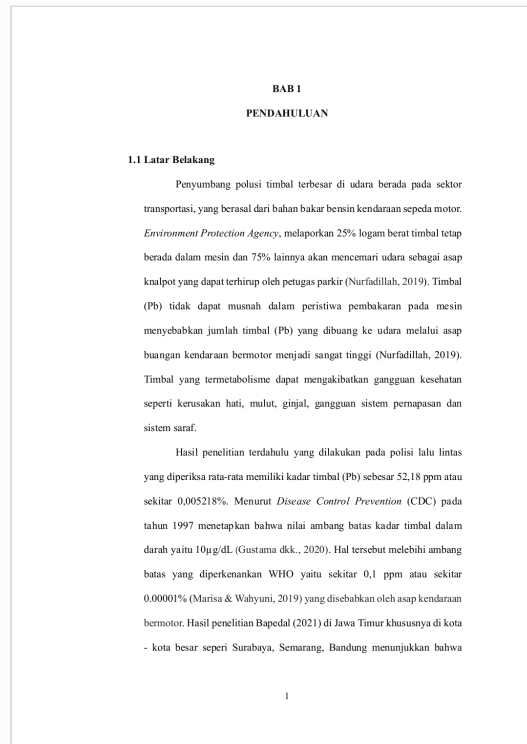 BAB 1
PENDAHULUAN
1.1 Latar Belakang
Penyumbang polusi timbal terbesar di udara berada pada sektor
transportasi, yang berasal dari bahan bakar bensin kendaraan sepeda motor.
Environment Protection Agency, melaporkan 25% logam berat timbal tetap
berada dalam mesin dan 75% lainnya akan mencemari udara sebagai asap
knalpot yang dapat terhirup oleh petugas parkir (Nurfadillah, 2019). Timbal
(Pb) tidak dapat musnah dalam peristiwa pembakaran pada mesin
menyebabkan jumlah timbal (Pb) yang dibuang ke udara melalui asap
buangan kendaraan bermotor menjadi sangat tinggi (Nurfadillah, 2019).
Timbal yang termetabolisme dapat mengakibatkan gangguan kesehatan
seperti kerusakan hati, mulut, ginjal, gangguan sistem pernapasan dan
sistem saraf.
Hasil penelitian terdahulu yang dilakukan pada polisi lalu lintas
yang diperiksa rata-rata memiliki kadar timbal (Pb) sebesar 52,18 ppm atau
sekitar 0,005218%. Menurut Disease Control Prevention (CDC) pada
tahun 1997 menetapkan bahwa nilai ambang batas kadar timbal dalam
darah yaitu 10µg/dL (Gustama dkk., 2020). Hal tersebut melebihi ambang
batas yang diperkenankan WHO yaitu sekitar 0,1 ppm atau sekitar
0.00001% (Marisa & Wahyuni, 2019) yang disebabkan oleh asap kendaraan
bermotor. Hasil penelitian Bapedal (2021) di Jawa Timur khususnya di kota
- kota besar seperi Surabaya, Semarang, Bandung menunjukkan bahwa
1